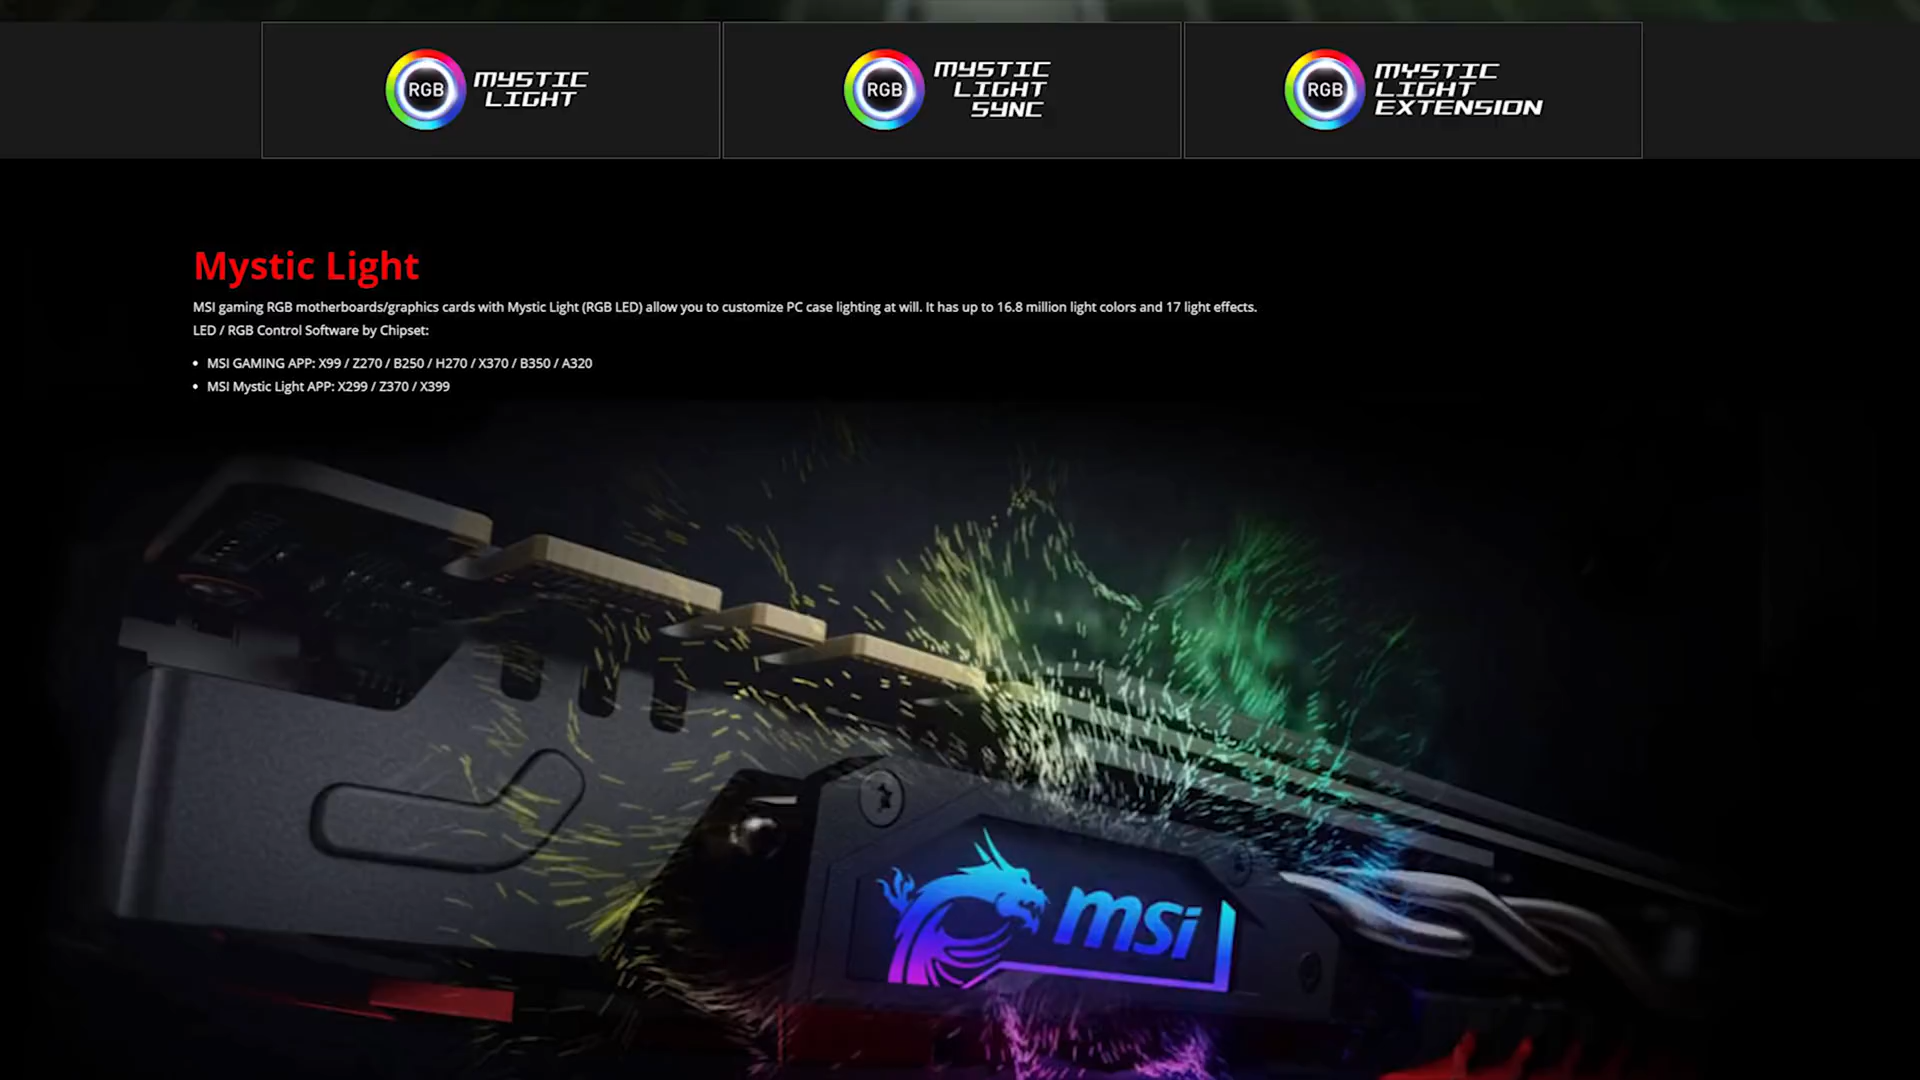 RGB MYSTIC
LIGHT
RGB MYSTIC
LIGHT
SYNC
RGB MYSTIC
LIGHT
EXTENSION
Mystic Light
MSI gaming RGB motherboards/graphics cards with Mystic Light (RGB LED) allow you to customize PC case lighting at will. It has up to 16.8 million light colors and 17 light effects.
LED / RGB Control Software by Chipset:
• MSI GAMING APP: X99 / Z270 / B250 / H270 / X370 / B350 / A320
• MSI Mystic Light APP: X299 / Z370 / X399
msi